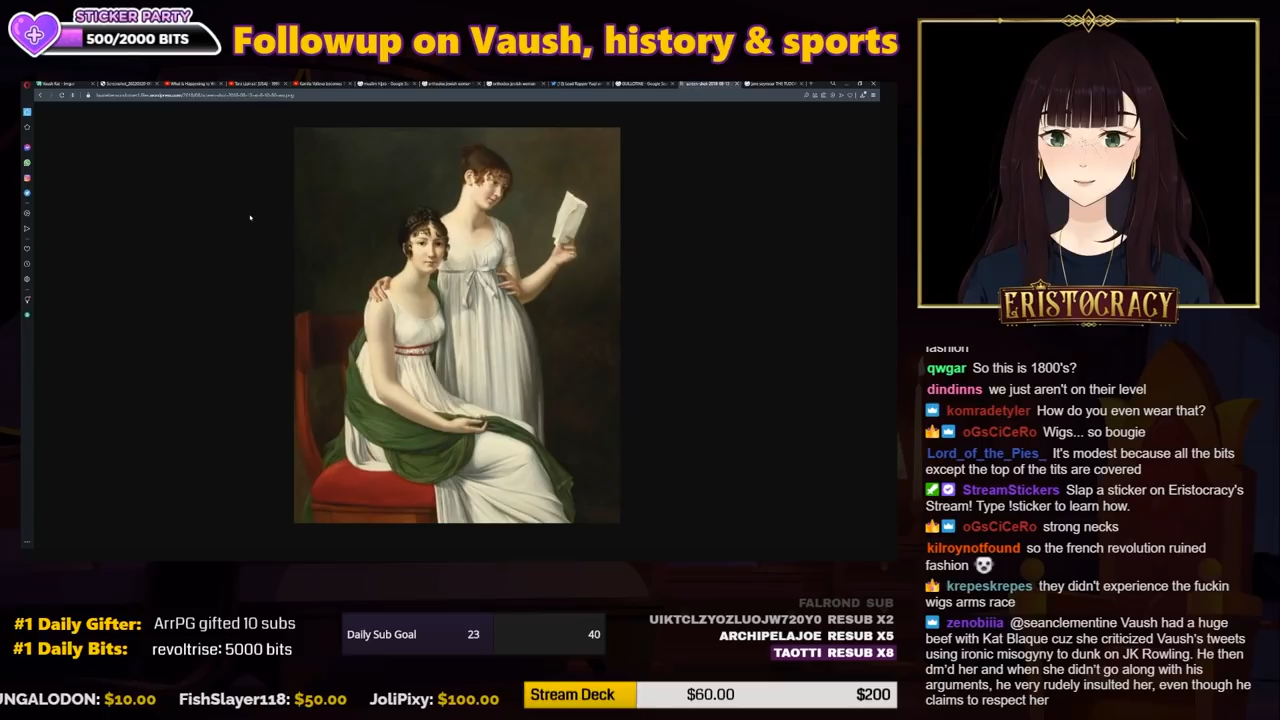 STICKER PARTY
500/2000 BITS
Followup on Vaush, history & sports
ERISTOCRACY
fashion
qwgar So this is 1800's?
dindinns we just aren't on their level
komradetyler How do you even wear that?
oGsCiCeRo Wigs... so bougie
Lord_of_the_Pies_ It's modest because all the bits
except the top of the tits are covered
StreamStickers Slap a sticker on Eristocracy's
Stream! Type !sticker to learn how.
oGsCiCeRo strong necks
kilroynotfound so the french revolution ruined
fashion
krepeskrepes they didn't experience the fuckin
wigs arms race
zenobiiia @seanclementine Vaush had a huge
beef with Kat Blaque cuz she criticized Vaush's tweets
using ironic misogyny to dunk on JK Rowling. He then
dm'd her and when she didn't go along with his
arguments, he very rudely insulted her, even though he
claims to respect her
#1 Daily Gifter: ArrPG gifted 10 subs
#1 Daily Bits: revoltrise: 5000 bits
Daily Sub Goal 23 40
FALROND SUB
UIKTCLZYOZLUOJW720Y0 RESUB X2
ARCHIPELAJOE RESUB X5
TAOTTI RESUB X8
NGALODON: $10.00 FishSlayer118: $50.00 JoliPixy: $100.00
Stream Deck $60.00 $200